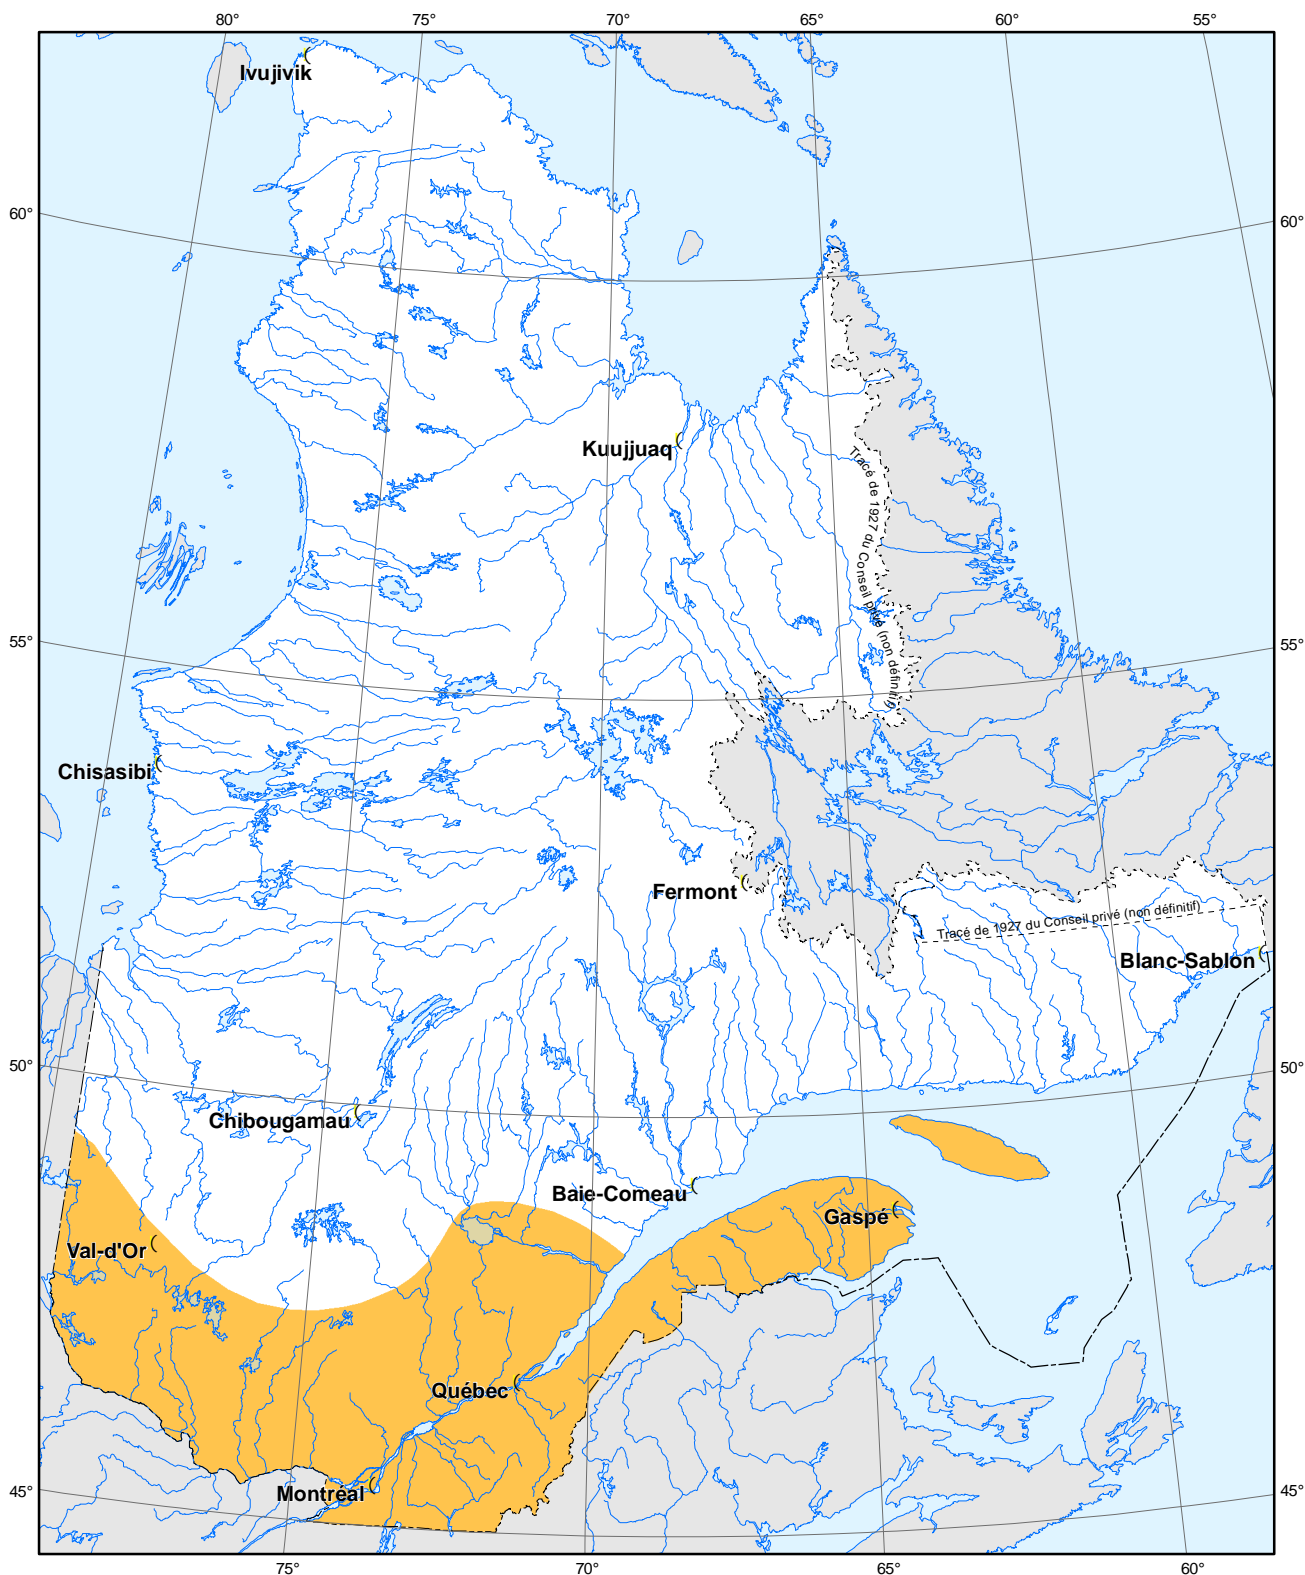 80° 75° 70° 65° 60° 55°
Ivujivik
60° 60°
Kuujjuaq
Tracé de 1927 du Conseil privé (non définitif)
55° 55°
Chisasibi
Fermont
Tracé de 1927 du Conseil privé (non définitif)
Blanc-Sablon
50° 50°
Chibougamau
Baie-Comeau
Gaspé
Val-d'Or
Québec
45° 45°
Montréal
75° 70° 65° 60°